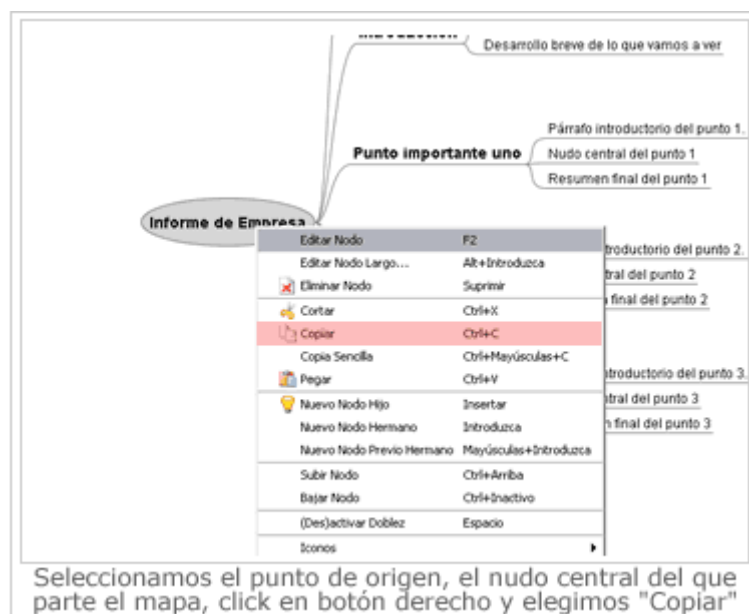 Introducción
Desarrollo breve de lo que vamos a ver
Párrafo introductorio del punto 1.
Punto importante uno
Nudo central del punto 1
Resumen final del punto 1
Informe de Empresa
Editar Nodo F2
troductorio del punto 2.
Editar Nodo Largo... Alt+Introduzca
tral del punto 2
Eliminar Nodo Suprimir
final del punto 2
Cortar Ctrl+X
Copiar Ctrl+C
Copia Sencilla Ctrl+Mayúsculas+C
troductorio del punto 3.
Pegar Ctrl+V
Nuevo Nodo Hijo Insertar
tral del punto 3
Nuevo Nodo Hermano Introduzca
final del punto 3
Nuevo Nodo Previo Hermano Mayúsculas+Introduzca
Subir Nodo Ctrl+Arriba
Bajar Nodo Ctrl+Inactivo
(Des)activar Doblez Espacio
Iconos
Seleccionamos el punto de origen, el nudo central del que
parte el mapa, click en botón derecho y elegimos "Copiar"